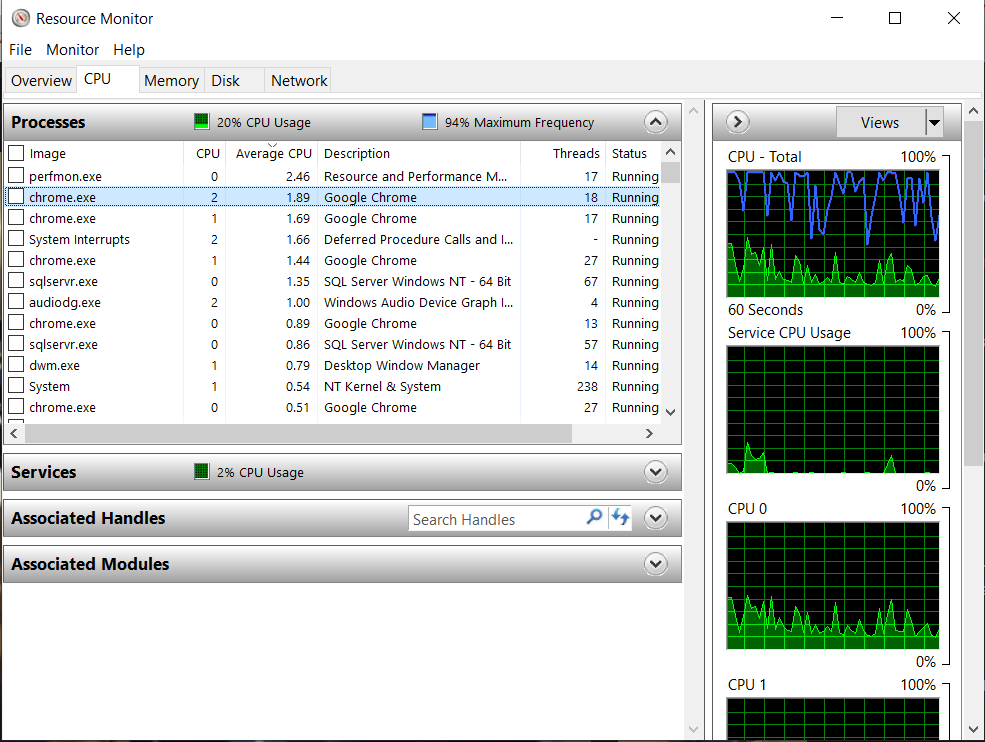 Resource Monitor
File Monitor Help
Overview CPU Memory Disk Network
Processes 20% CPU Usage 94% Maximum Frequency
Image CPU Average CPU Description Threads Status
perfmon.exe 0 2.46 Resource and Performance M... 17 Running
chrome.exe 2 1.89 Google Chrome 18 Running
chrome.exe 1 1.69 Google Chrome 17 Running
System Interrupts 2 1.66 Deferred Procedure Calls and I... - Running
chrome.exe 1 1.44 Google Chrome 27 Running
sqlservr.exe 0 1.35 SQL Server Windows NT - 64 Bit 67 Running
audiodg.exe 2 1.00 Windows Audio Device Graph I... 4 Running
chrome.exe 0 0.89 Google Chrome 13 Running
sqlservr.exe 0 0.86 SQL Server Windows NT - 64 Bit 57 Running
dwm.exe 1 0.79 Desktop Window Manager 14 Running
System 1 0.54 NT Kernel & System 238 Running
chrome.exe 0 0.51 Google Chrome 27 Running
Services 2% CPU Usage
Associated Handles Search Handles
Associated Modules
Views
CPU - Total 100%
60 Seconds 0%
Service CPU Usage 100%
0%
CPU 0 100%
0%
CPU 1 100%